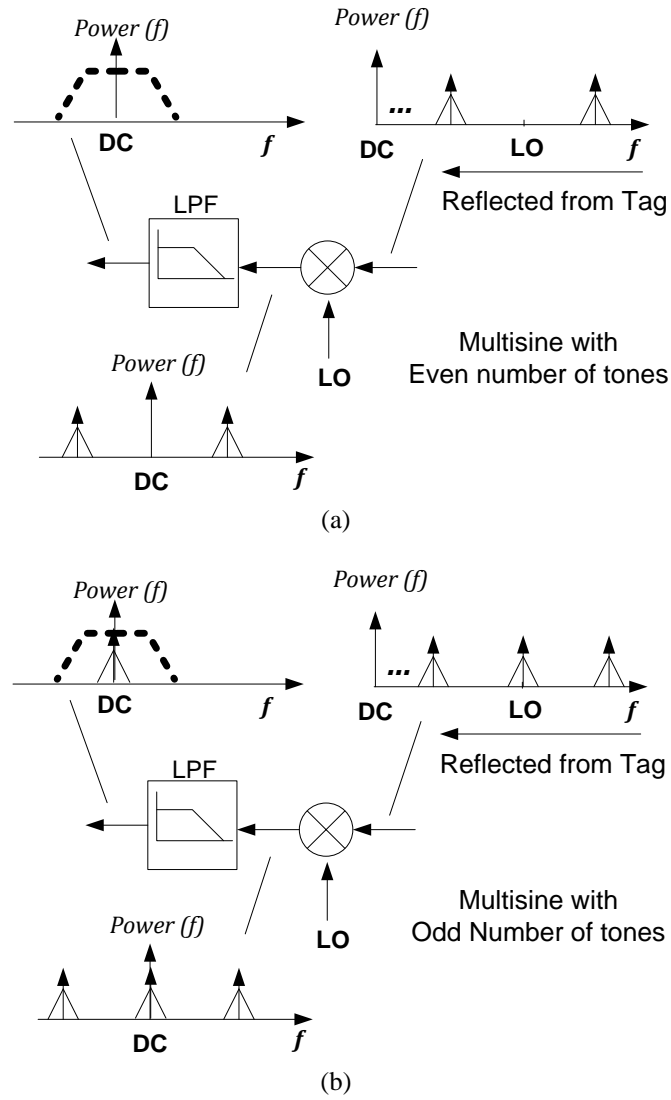 Power (f)
DC
f
Power (f)
...
DC
LO
f
Reflected from Tag
LPF
LO
Multisine with
Even number of tones
Power (f)
DC
f
(a)
Power (f)
DC
f
Power (f)
...
DC
LO
f
Reflected from Tag
LPF
LO
Multisine with
Odd Number of tones
Power (f)
DC
f
(b)